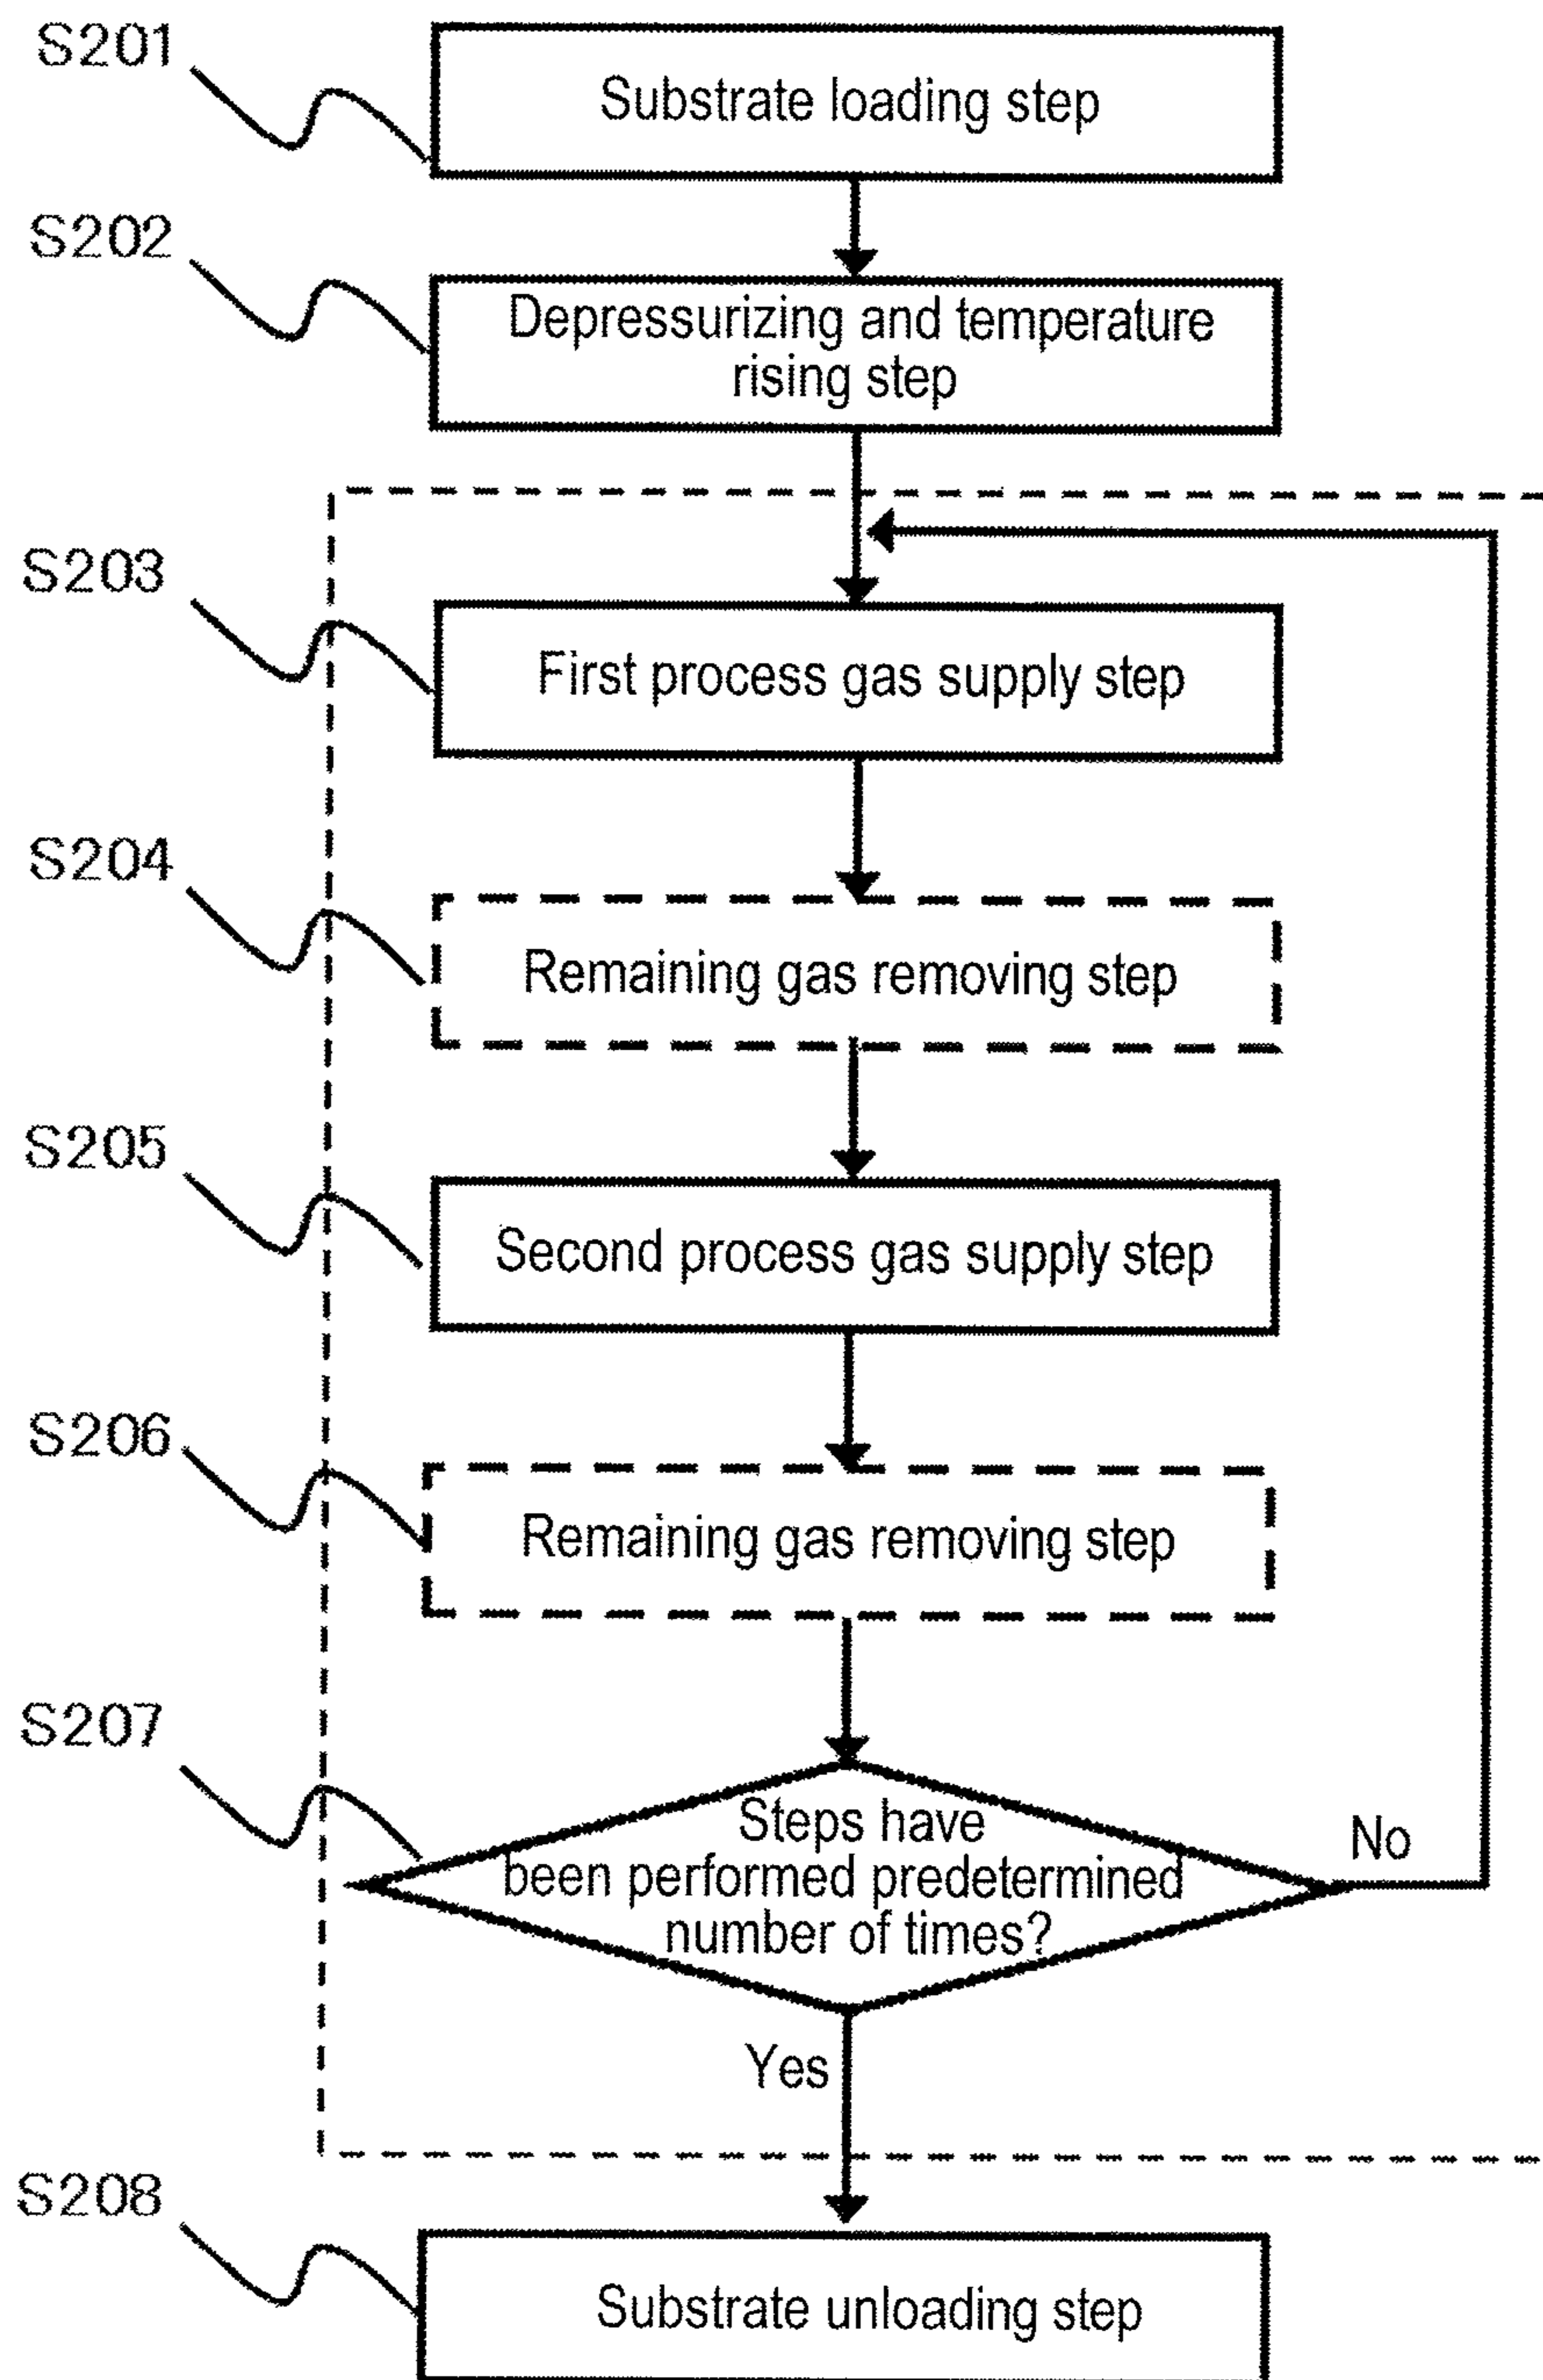 S201
Substrate loading step
S202
Depressurizing and temperature
rising step
S203
First process gas supply step
S204
Remaining gas removing step
S205
Second process gas supply step
S206
Remaining gas removing step
S207
Steps have
been performed predetermined
number of times?
No
Yes
S208
Substrate unloading step